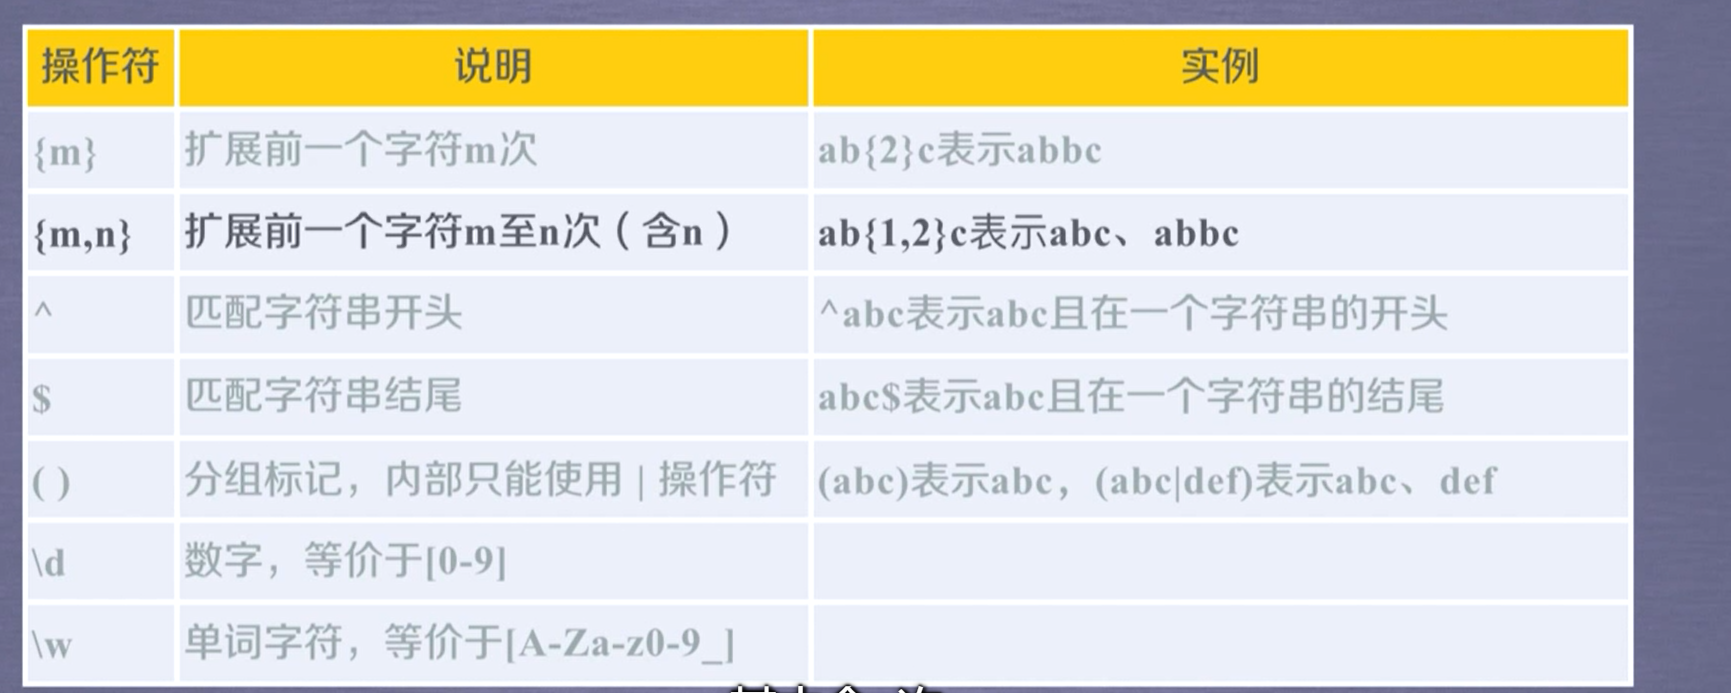 操作符 说明 实例
{m} 扩展前一个字符m次 ab{2}c表示abbc
{m,n} 扩展前一个字符m至n次（含n） ab{1,2}c表示abc、abbc
^ 匹配字符串开头 ^abc表示abc且在一个字符串的开头
$ 匹配字符串结尾 abc$表示abc且在一个字符串的结尾
( ) 分组标记，内部只能使用 | 操作符 (abc)表示abc，(abc|def)表示abc、def
\d 数字，等价于[0-9]
\w 单词字符，等价于[A-Za-z0-9_]